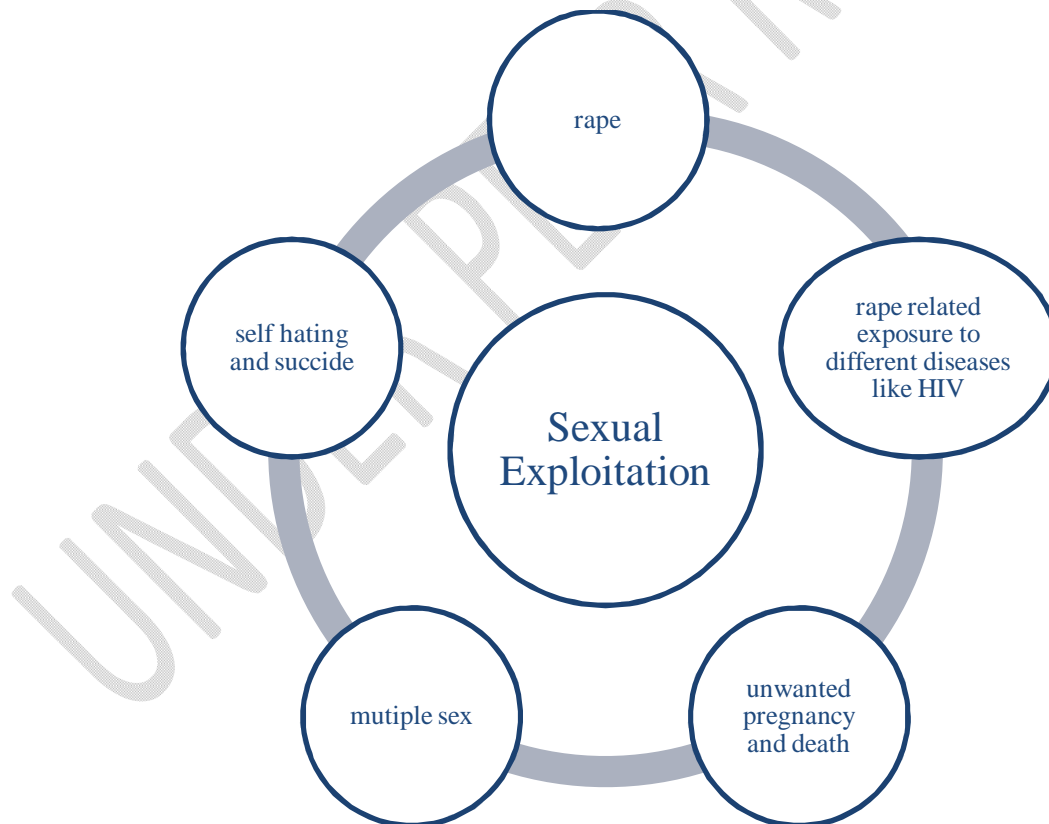 rape
rape related
exposure to
different diseases
like HIV
self hating
and succide
Sexual
Exploitation
unwanted
pregnancy
and death
mutiple sex
UNDER